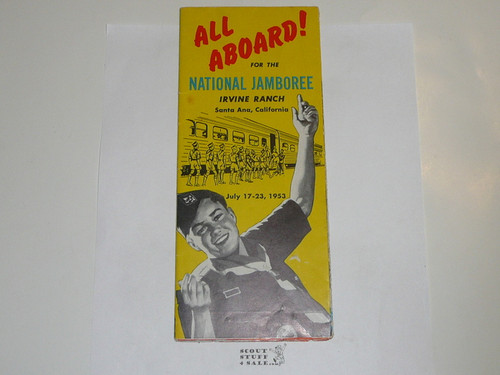 ALL
ABOARD!
FOR THE
NATIONAL JAMBOREE
IRVINE RANCH
Santa Ana, California
July 17-23, 1953
SCOUT
STUFF
4 SALE...